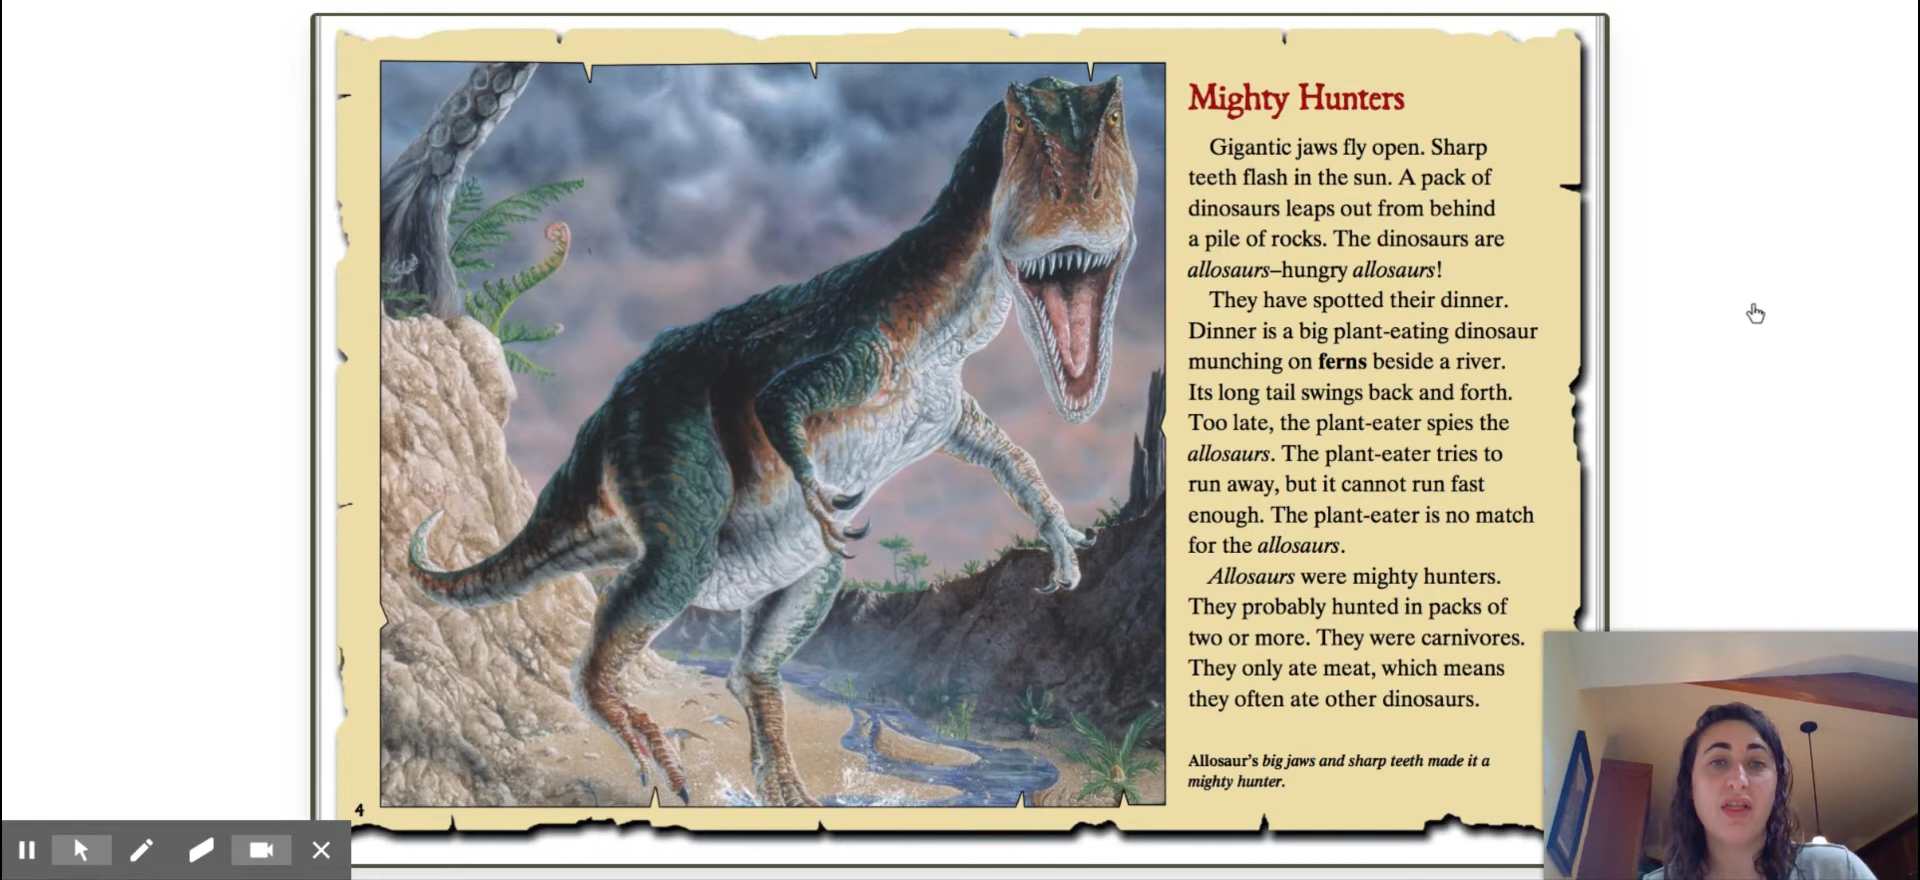 Mighty Hunters
Gigantic jaws fly open. Sharp
teeth flash in the sun. A pack of
dinosaurs leaps out from behind
a pile of rocks. The dinosaurs are
allosaurs–hungry allosaurs!
They have spotted their dinner.
Dinner is a big plant-eating dinosaur
munching on ferns beside a river.
Its long tail swings back and forth.
Too late, the plant-eater spies the
allosaurs. The plant-eater tries to
run away, but it cannot run fast
enough. The plant-eater is no match
for the allosaurs.
Allosaurs were mighty hunters.
They probably hunted in packs of
two or more. They were carnivores.
They only ate meat, which means
they often ate other dinosaurs.
Allosaur's big jaws and sharp teeth made it a
mighty hunter.
4